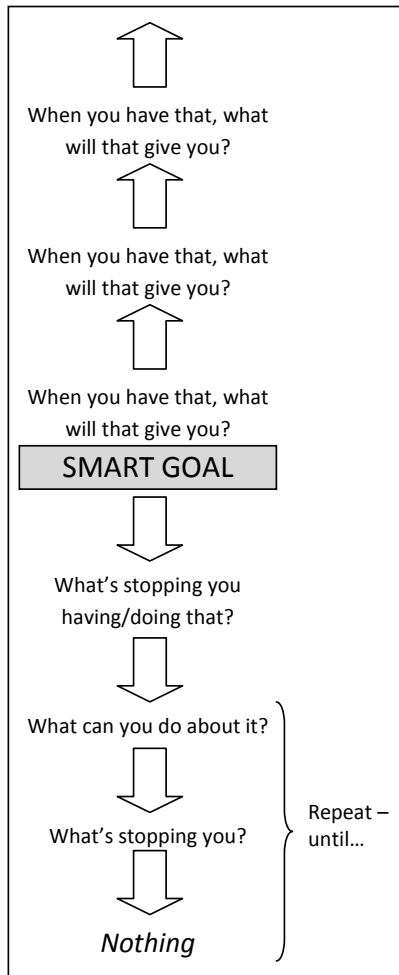 When you have that, what
will that give you?
When you have that, what
will that give you?
When you have that, what
will that give you?
SMART GOAL
What’s stopping you
having/doing that?
What can you do about it?
Repeat –
until...
What’s stopping you?
Nothing